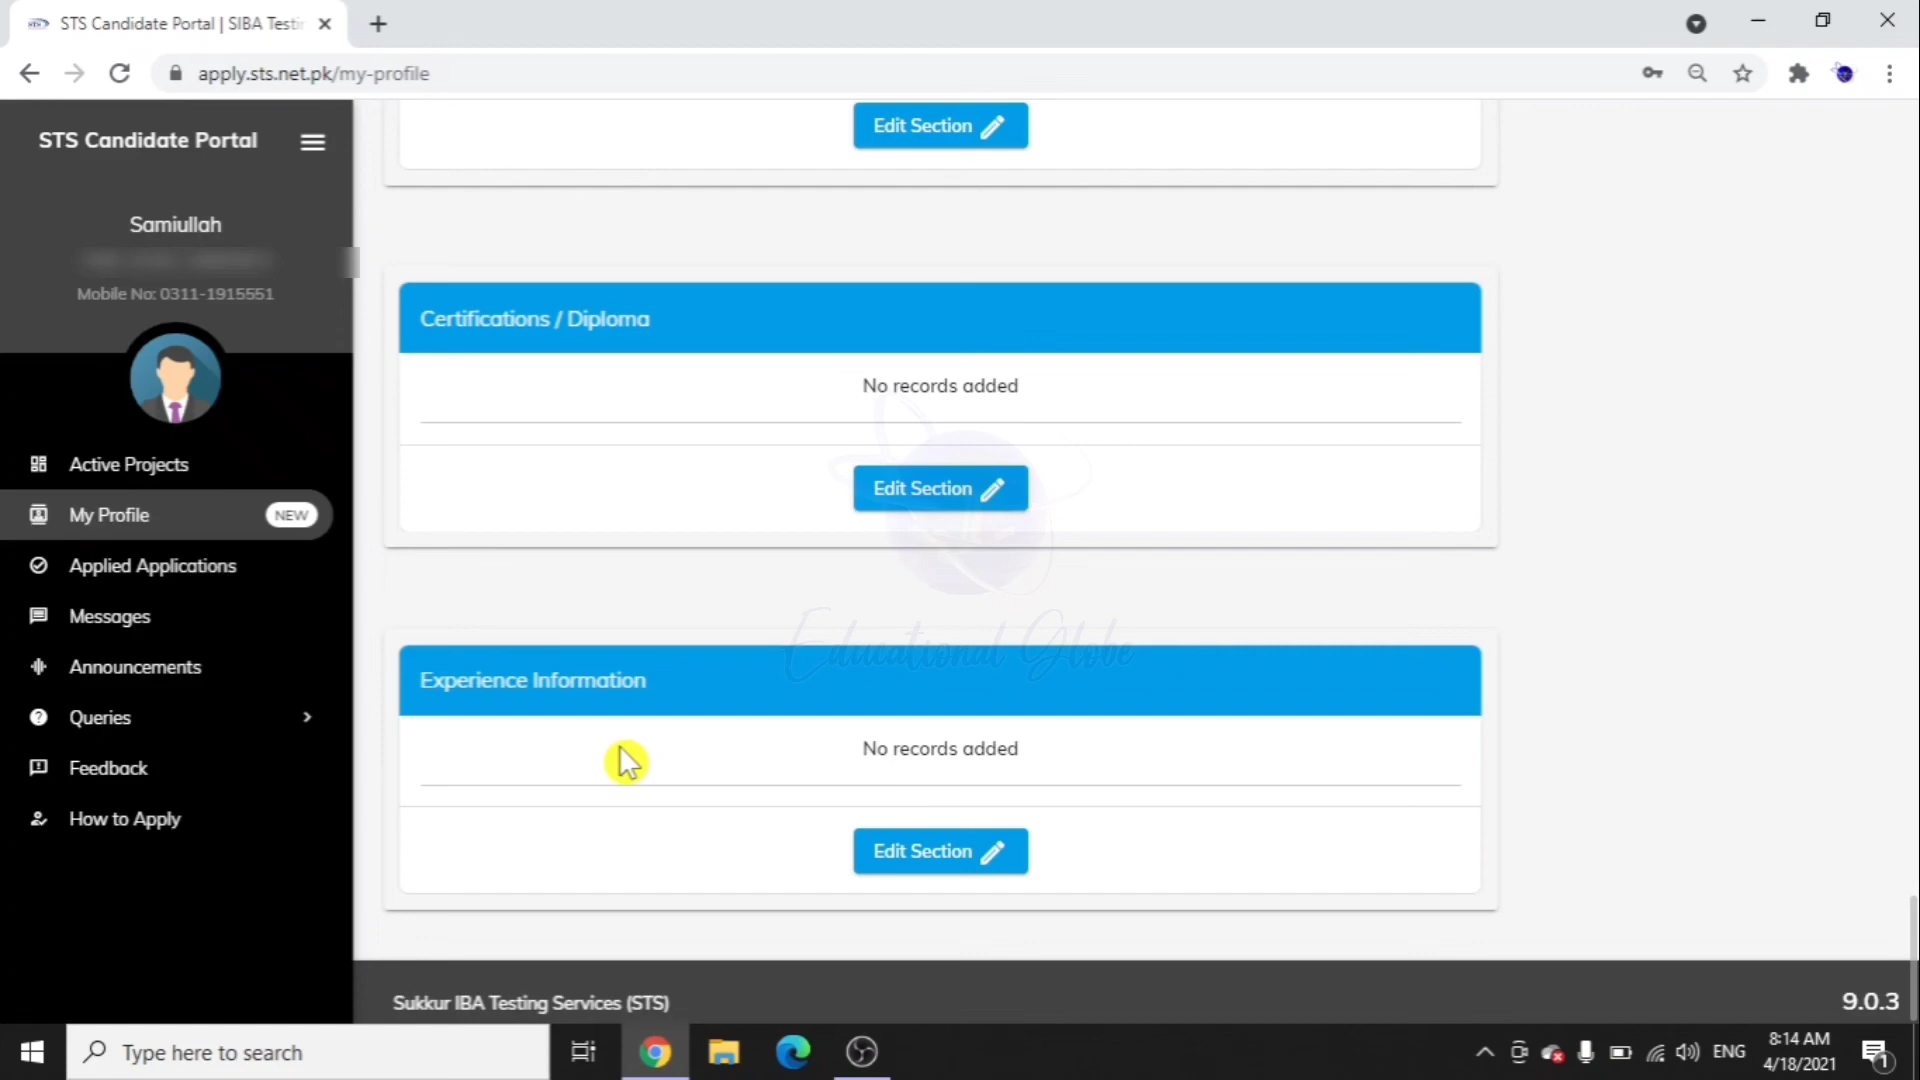 STS Candidate Portal | SIBA Testi
apply.sts.net.pk/my-profile
STS Candidate Portal
Samiullah
Mobile No: 0311-1915551
Active Projects
My Profile
NEW
Applied Applications
Messages
Announcements
Queries
Feedback
How to Apply
Edit Section
Certifications / Diploma
No records added
Edit Section
Educational Globe
Experience Information
No records added
Edit Section
Sukkur IBA Testing Services (STS)
9.0.3
Type here to search
ENG
8:14 AM
4/18/2021
1